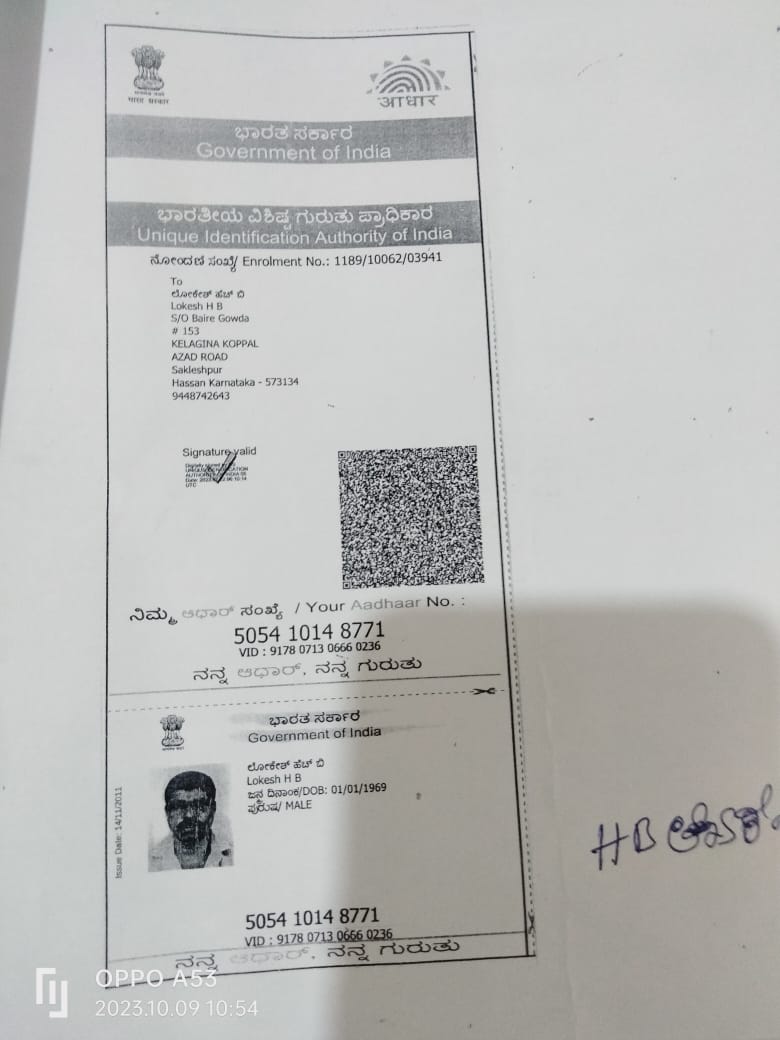 भारत सरकार
आधार
ಭಾರತ ಸರ್ಕಾರ
Government of India
ಭಾರತೀಯ ವಿಶಿಷ್ಟ ಗುರುತು ಪ್ರಾಧಿಕಾರ
Unique Identification Authority of India
ನೋಂದಣಿ ಸಂಖ್ಯೆ/ Enrolment No.: 1189/10062/03941
To
ಲೋಕೇಶ್ ಹೆಚ್ ಬಿ
Lokesh H B
S/O Baire Gowda
# 153
KELAGINA KOPPAL
AZAD ROAD
Sakleshpur
Hassan Karnataka - 573134
9448742643
Signature valid
ನಿಮ್ಮ ಆಧಾರ್ ಸಂಖ್ಯೆ / Your Aadhaar No. :
5054 1014 8771
VID : 9178 0713 0666 0236
ನನ್ನ ಆಧಾರ್, ನನ್ನ ಗುರುತು
ಭಾರತ ಸರ್ಕಾರ
Government of India
ಲೋಕೇಶ್ ಹೆಚ್ ಬಿ
Lokesh H B
ಜನ್ಮ ದಿನಾಂಕ/DOB: 01/01/1969
ಪುರುಷ/ MALE
Issue Date: 14/11/2011
5054 1014 8771
VID : 9178 0713 0666 0236
ನನ್ನ ಆಧಾರ್, ನನ್ನ ಗುರುತು
HB
OPPO A53
2023.10.09 10:54